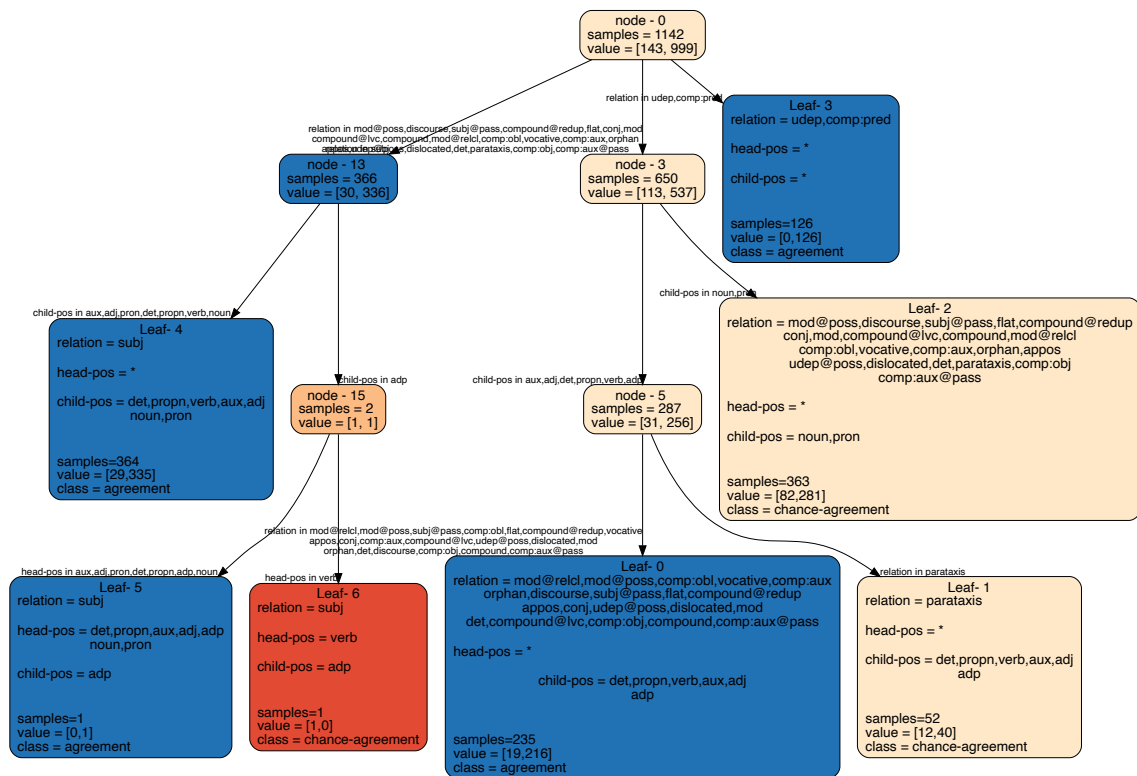 node - 0
samples = 1142
value = [143, 999]
relation in udep,comp:pred
Leaf- 3
relation = udep,comp:pred
head-pos = *
child-pos = *
samples=126
value = [0,126]
class = agreement
relation in mod@poss,discourse,subj@pass,compound@redup,flat,conj,mod
compound@lvc,compound,mod@relcl,comp:obl,vocative,comp:aux,orphan
dislocated,det,parataxis,comp:obj,comp:aux@pass
node - 13
samples = 366
value = [30, 336]
node - 3
samples = 650
value = [113, 537]
child-pos in aux,adj,pron,det,propn,verb,noun
Leaf- 4
relation = subj
head-pos = *
child-pos = det,propn,verb,aux,adj
noun,pron
samples=364
value = [29,335]
class = agreement
child-pos in adp
node - 15
samples = 2
value = [1, 1]
child-pos in aux,adj,det,propn,verb,adp
node - 5
samples = 287
value = [31, 256]
child-pos in noun,pron
Leaf- 2
relation = mod@poss,discourse,subj@pass,flat,compound@redup
conj,mod,compound@lvc,compound,mod@relcl
comp:obl,vocative,comp:aux,orphan,appos
udep@poss,dislocated,det,parataxis,comp:obj
comp:aux@pass
head-pos = *
child-pos = noun,pron
samples=363
value = [82,281]
class = chance-agreement
head-pos in aux,adj,pron,det,propn,adp,noun
Leaf- 5
relation = subj
head-pos = det,propn,aux,adj,adp
noun,pron
child-pos = adp
samples=1
value = [0,1]
class = agreement
head-pos in verb
Leaf- 6
relation = subj
head-pos = verb
child-pos = adp
samples=1
value = [1,0]
class = chance-agreement
relation in mod@relcl,mod@poss,subj@pass,comp:obl,flat,compound@redup,vocative
appos,conj,comp:aux,compound@lvc,udep@poss,dislocated,mod
orphan,det,discourse,comp:obj,compound,comp:aux@pass
Leaf- 0
relation = mod@relcl,mod@poss,comp:obl,vocative,comp:aux
orphan,discourse,subj@pass,flat,compound@redup
appos,conj,udep@poss,dislocated,mod
det,compound@lvc,comp:obj,compound,comp:aux@pass
head-pos = *
child-pos = det,propn,verb,aux,adj
adp
samples=235
value = [19,216]
class = agreement
relation in parataxis
Leaf- 1
relation = parataxis
head-pos = *
child-pos = det,propn,verb,aux,adj
adp
samples=52
value = [12,40]
class = chance-agreement